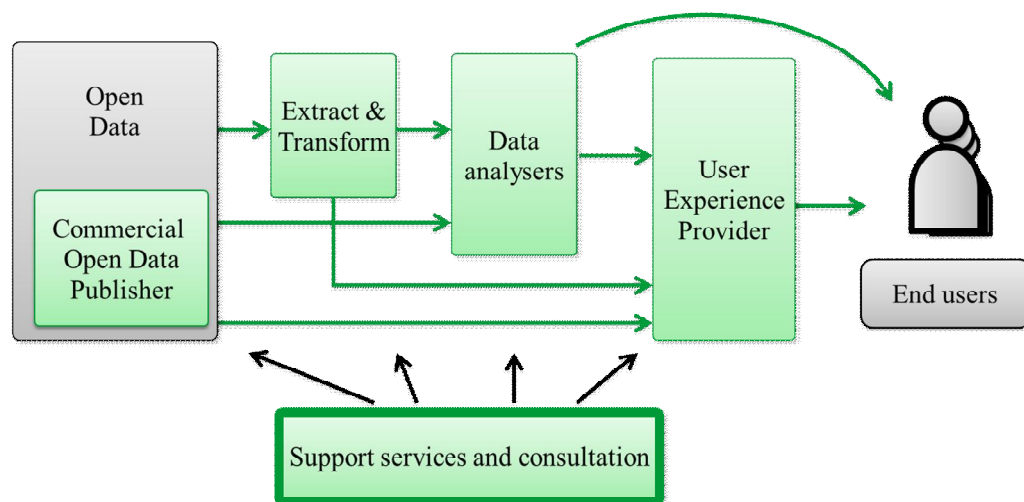 Open
Data
Commercial
Open Data
Publisher
Extract &
Transform
Data
analysers
User
Experience
Provider
End users
Support services and consultation